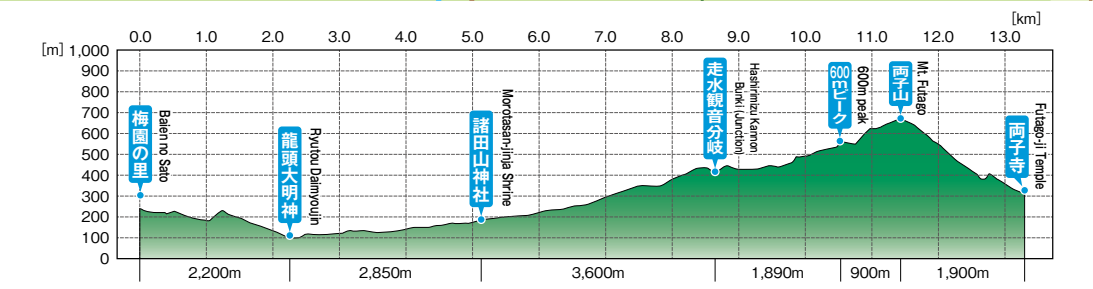 [km]
0.0 1.0 2.0 3.0 4.0 5.0 6.0 7.0 8.0 9.0 10.0 11.0 12.0 13.0
[m]
1,000
900
800
700
600
500
400
300
200
100
0
梅園の里
Baien no Sato
龍頭大明神
Ryutou Daimyoujin
諸田山神社
Morotasan-jinja Shrine
走水観音分岐
Hashirimizu Kannon
Bunki (Junction)
600mピーク
600m peak
両子山
Mt. Futago
両子寺
Futago-ji Temple
2,200m 2,850m 3,600m 1,890m 900m 1,900m